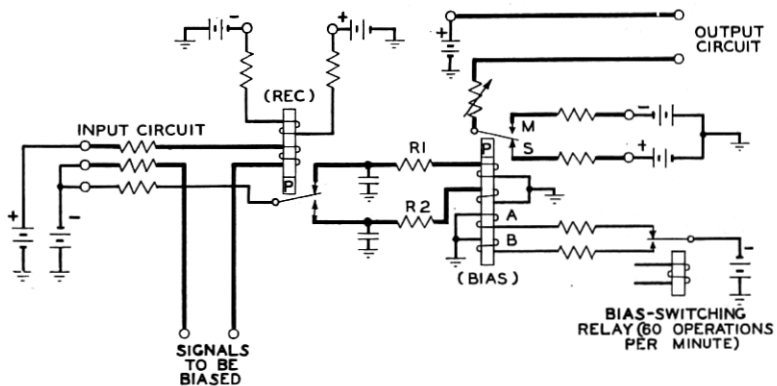 - +
+
OUTPUT
CIRCUIT
(REC)
M -
INPUT CIRCUIT
S +
R1
P
P
R2
A
B
+ -
-
(BIAS)
BIAS-SWITCHING
RELAY (60 OPERATIONS
PER MINUTE)
SIGNALS
TO BE
BIASED